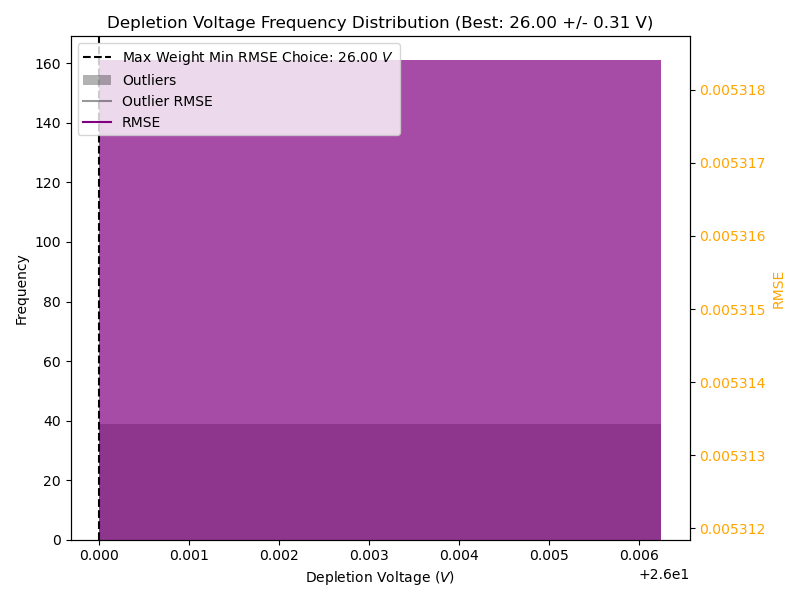 Depletion Voltage Frequency Distribution (Best: 26.00 +/- 0.31 V)
Max Weight Min RMSE Choice: 26.00 V
Outliers
Outlier RMSE
RMSE
160
140
120
100
80
60
40
20
0
Frequency
0.005318
0.005317
0.005316
0.005315
0.005314
0.005313
0.005312
RMSE
0.000 0.001 0.002 0.003 0.004 0.005 0.006
+2.6e1
Depletion Voltage (V)